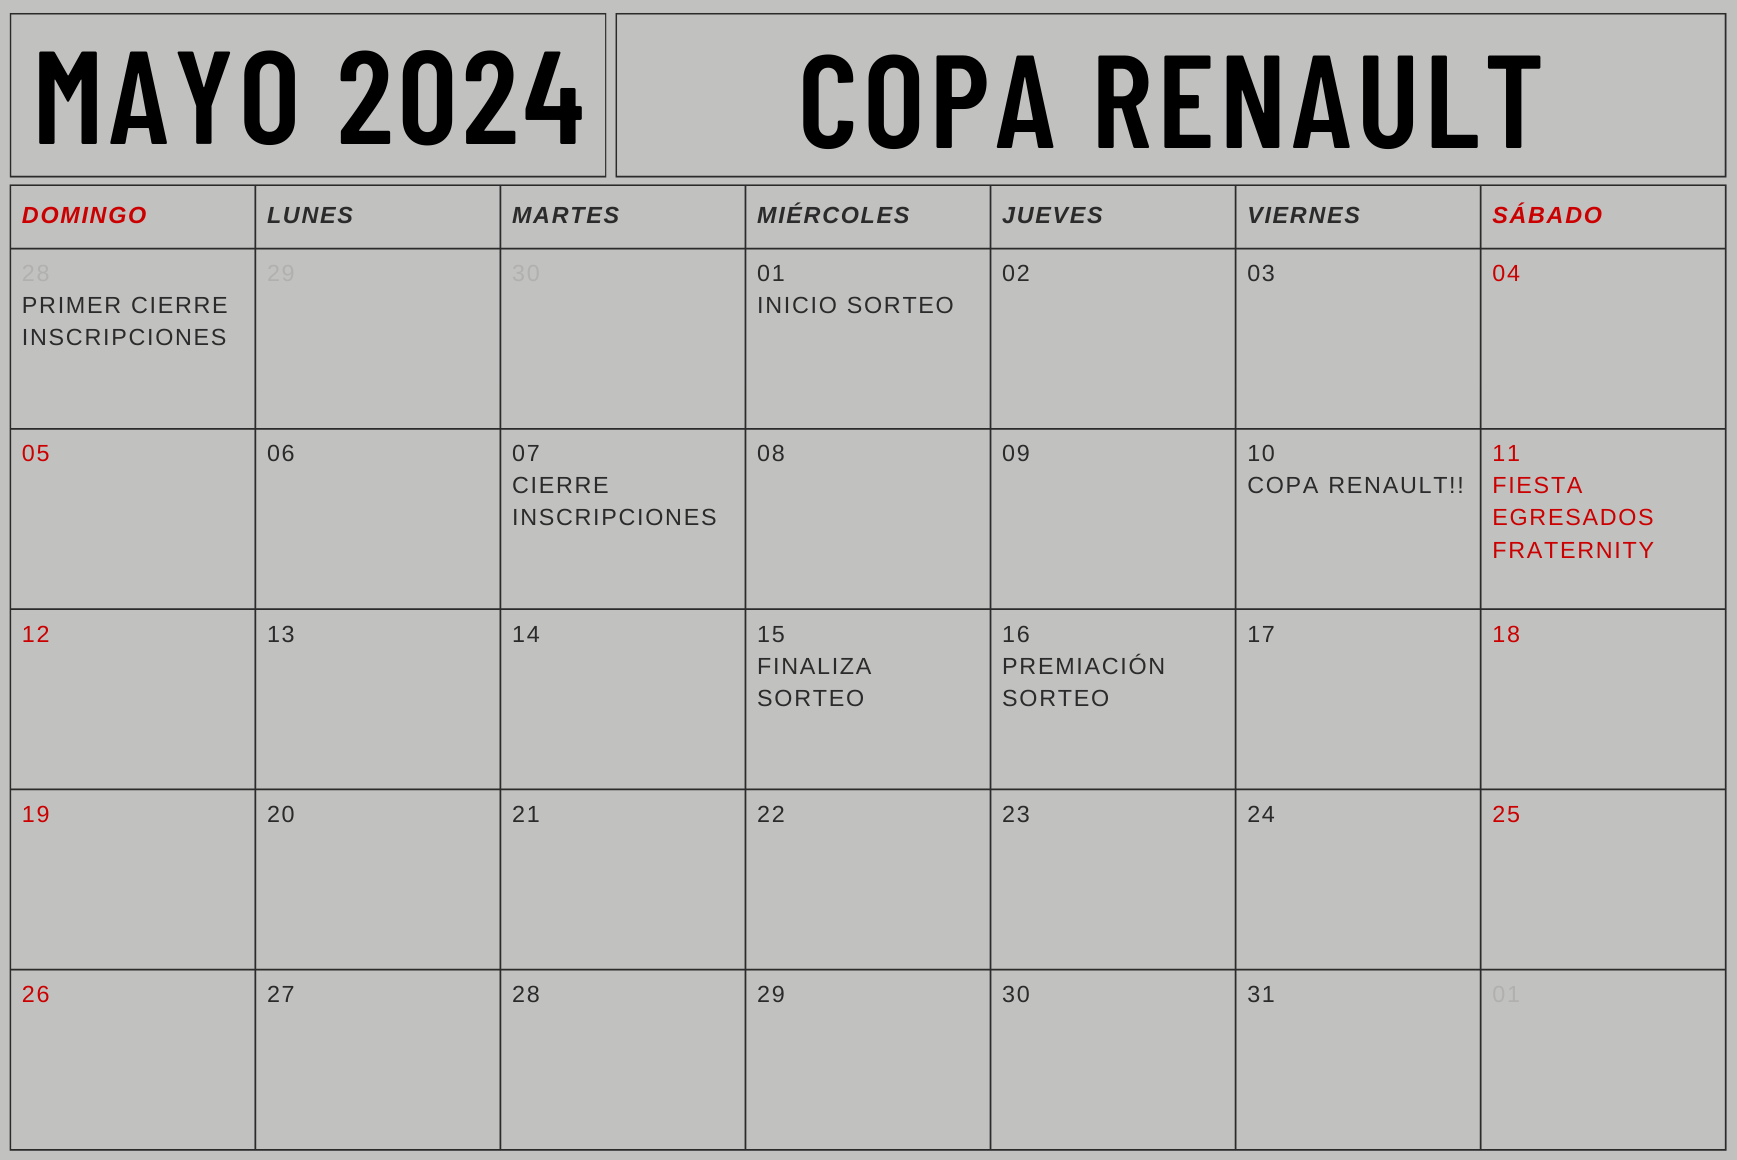 MAYO 2024
COPA RENAULT
DOMINGO
LUNES
MARTES
MIÉRCOLES
JUEVES
VIERNES
SÁBADO
28
PRIMER CIERRE
INSCRIPCIONES
29
30
01
INICIO SORTEO
02
03
04
05
06
07
CIERRE
INSCRIPCIONES
08
09
10
COPA RENAULT!!
11
FIESTA
EGRESADOS
FRATERNITY
12
13
14
15
FINALIZA
SORTEO
16
PREMIACIÓN
SORTEO
17
18
19
20
21
22
23
24
25
26
27
28
29
30
31
01